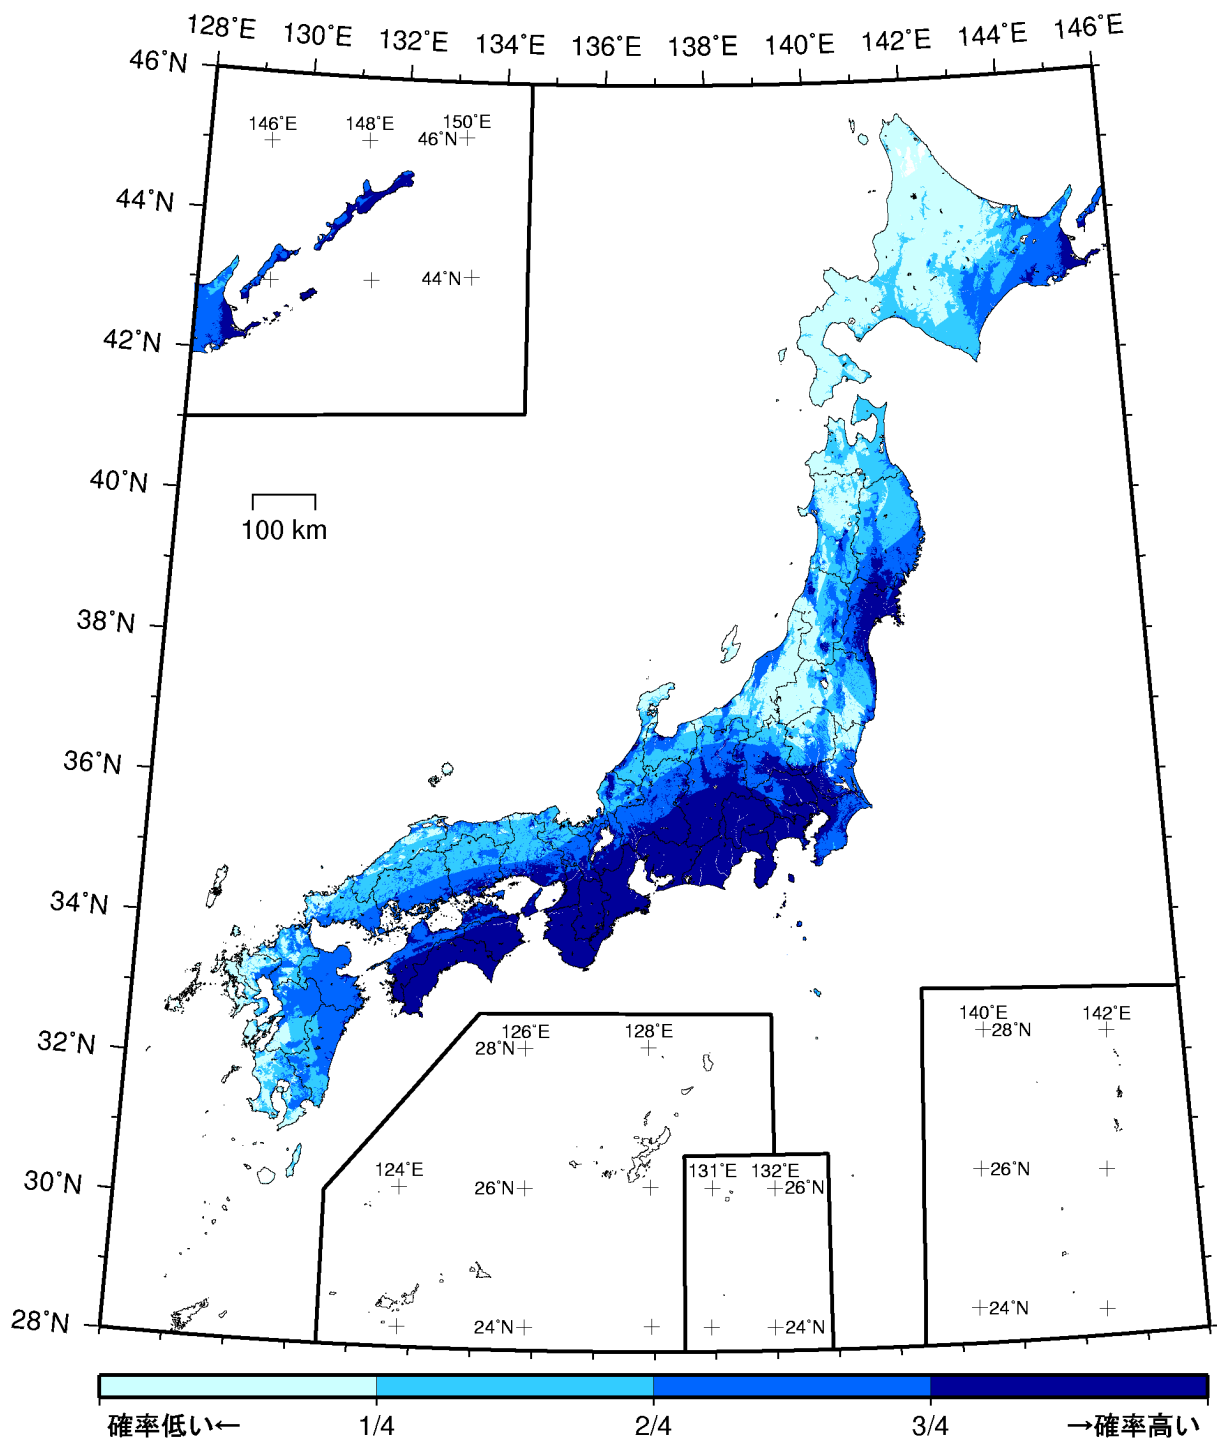 128˚E 130˚E 132˚E 134˚E 136˚E 138˚E 140˚E 142˚E 144˚E 146˚E
46˚N
146˚E 148˚E 150˚E
46˚N
44˚N
44˚N
42˚N
40˚N
100 km
38˚N
36˚N
34˚N
32˚N
126˚E 128˚E
28˚N
140˚E 142˚E
28˚N
124˚E
26˚N
131˚E 132˚E
26˚N
26˚N
30˚N
24˚N
24˚N
24˚N
28˚N
確率低い← 1/4 2/4 3/4 →確率高い